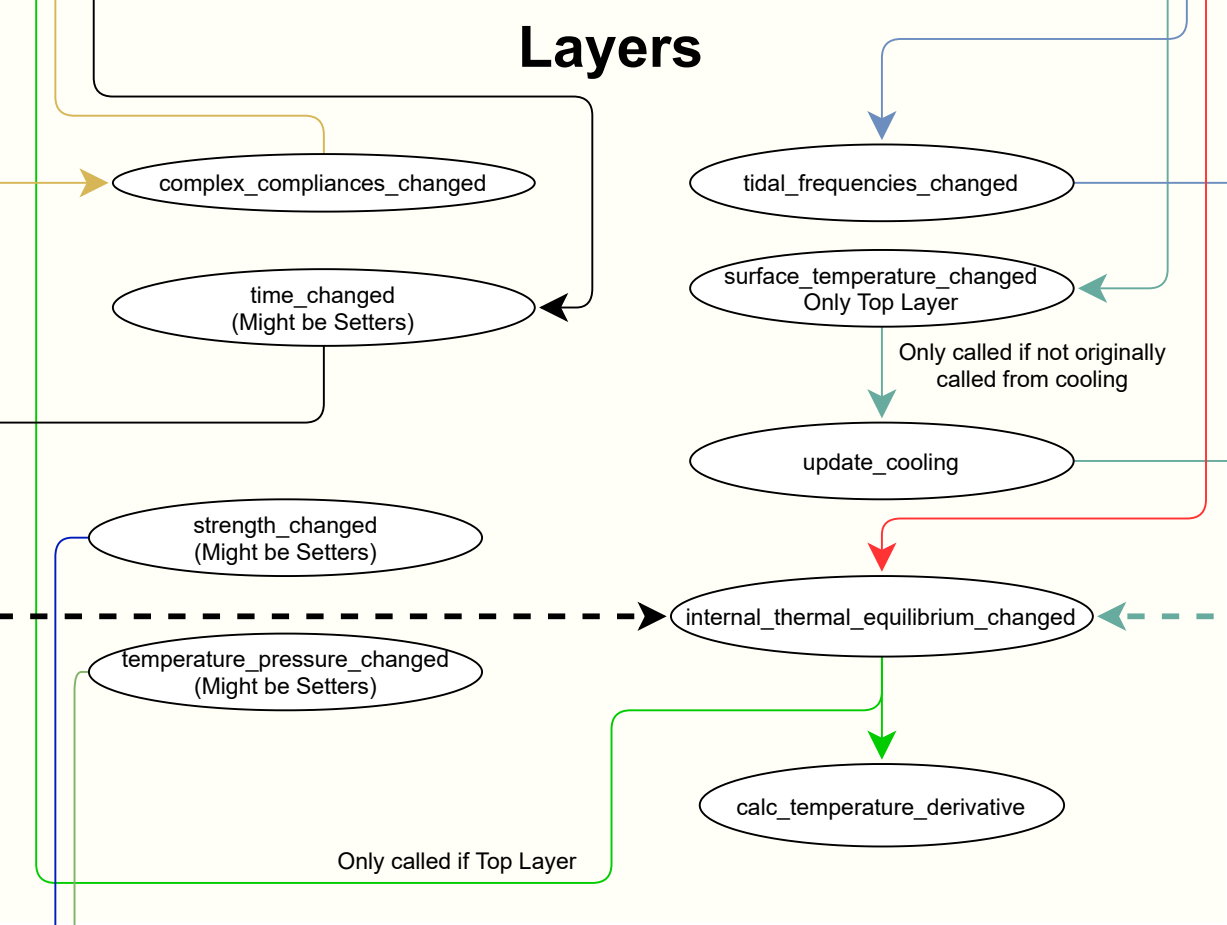 Layers
complex_compliances_changed
tidal_frequencies_changed
time_changed
(Might be Setters)
surface_temperature_changed
Only Top Layer
Only called if not originally
called from cooling
update_cooling
strength_changed
(Might be Setters)
internal_thermal_equilibrium_changed
temperature_pressure_changed
(Might be Setters)
calc_temperature_derivative
Only called if Top Layer